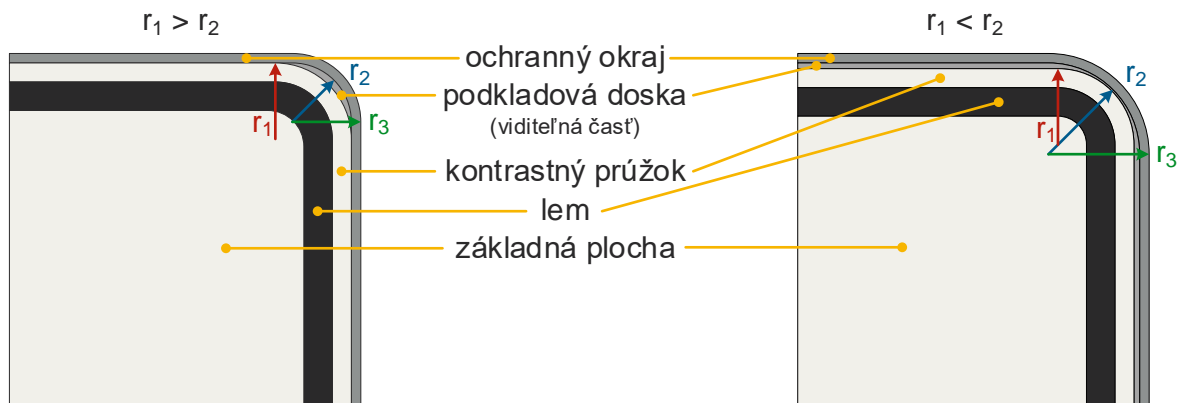 r1 > r2
r1 < r2
ochranný okraj
podkladová doska
(viditeľná časť)
kontrastný prúžok
lem
základná plocha
r1
r2
r3
r1
r2
r3